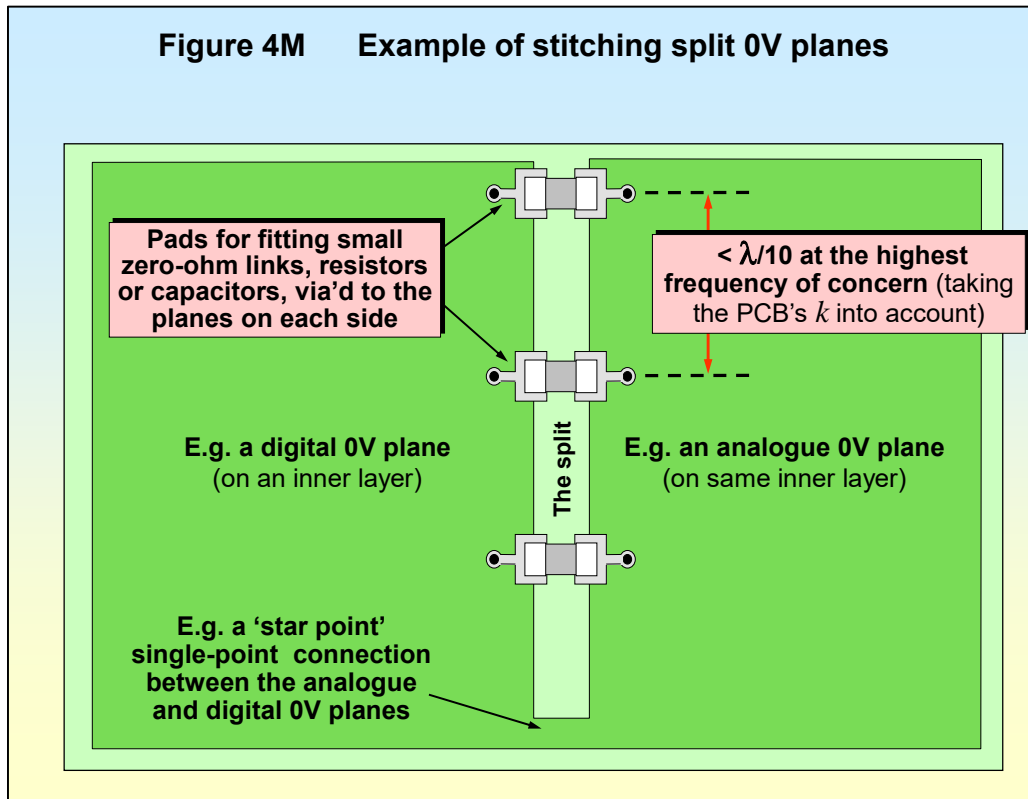 Figure 4M Example of stitching split 0V planes
Pads for fitting small
zero-ohm links, resistors
or capacitors, via'd to the
planes on each side
< λ/10 at the highest
frequency of concern (taking
the PCB's k into account)
E.g. a digital 0V plane
(on an inner layer)
The split
E.g. an analogue 0V plane
(on same inner layer)
E.g. a ‘star point’
single-point connection
between the analogue
and digital 0V planes